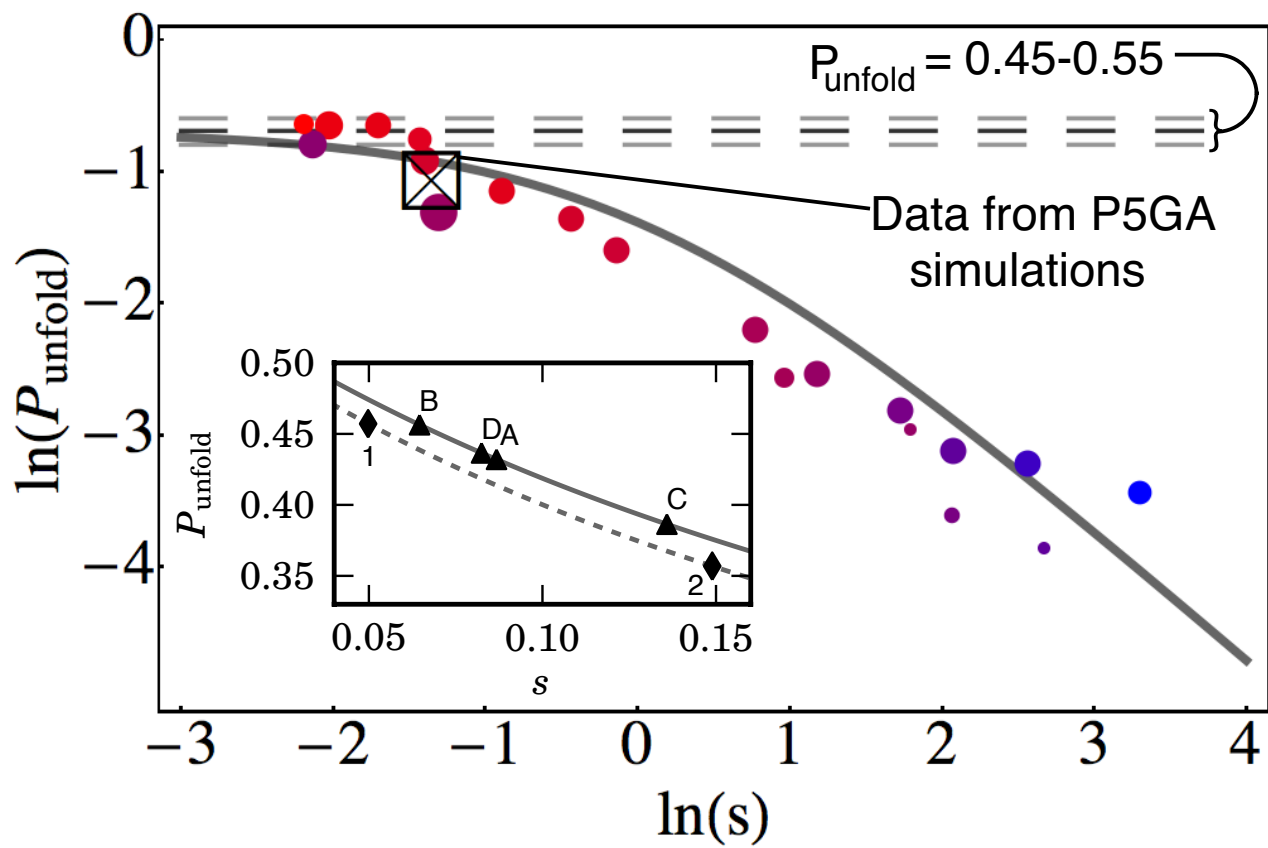 0
P_unfold = 0.45-0.55
−1
Data from P5GA
simulations
−2
−3
−4
ln(P_unfold)
0.50
0.45
0.40
0.35
P_unfold
B
D
A
C
1
2
0.05 0.10 0.15
s
−3 −2 −1 0 1 2 3 4
ln(s)